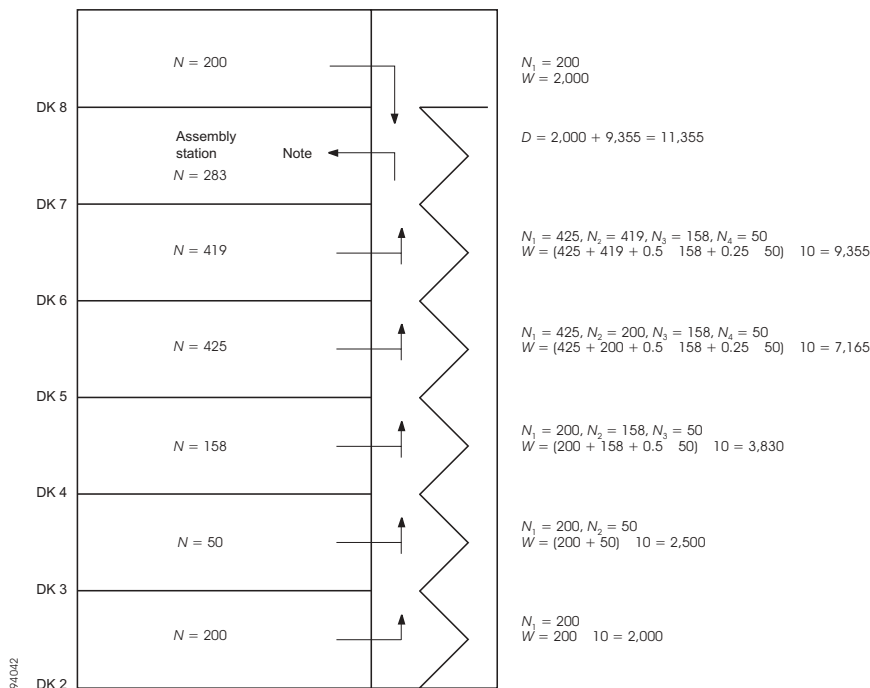 N = 200
N₁ = 200
W = 2,000
DK 8
Assembly
station
Note
N = 283
D = 2,000 + 9,355 = 11,355
DK 7
N = 419
N₁ = 425, N₂ = 419, N₃ = 158, N₄ = 50
W = (425 + 419 + 0.5 158 + 0.25 50) 10 = 9,355
DK 6
N = 425
N₁ = 425, N₂ = 200, N₃ = 158, N₄ = 50
W = (425 + 200 + 0.5 158 + 0.25 50) 10 = 7,165
DK 5
N = 158
N₁ = 200, N₂ = 158, N₃ = 50
W = (200 + 158 + 0.5 50) 10 = 3,830
DK 4
N = 50
N₁ = 200, N₂ = 50
W = (200 + 50) 10 = 2,500
DK 3
N = 200
N₁ = 200
W = 200 10 = 2,000
DK 2
94042